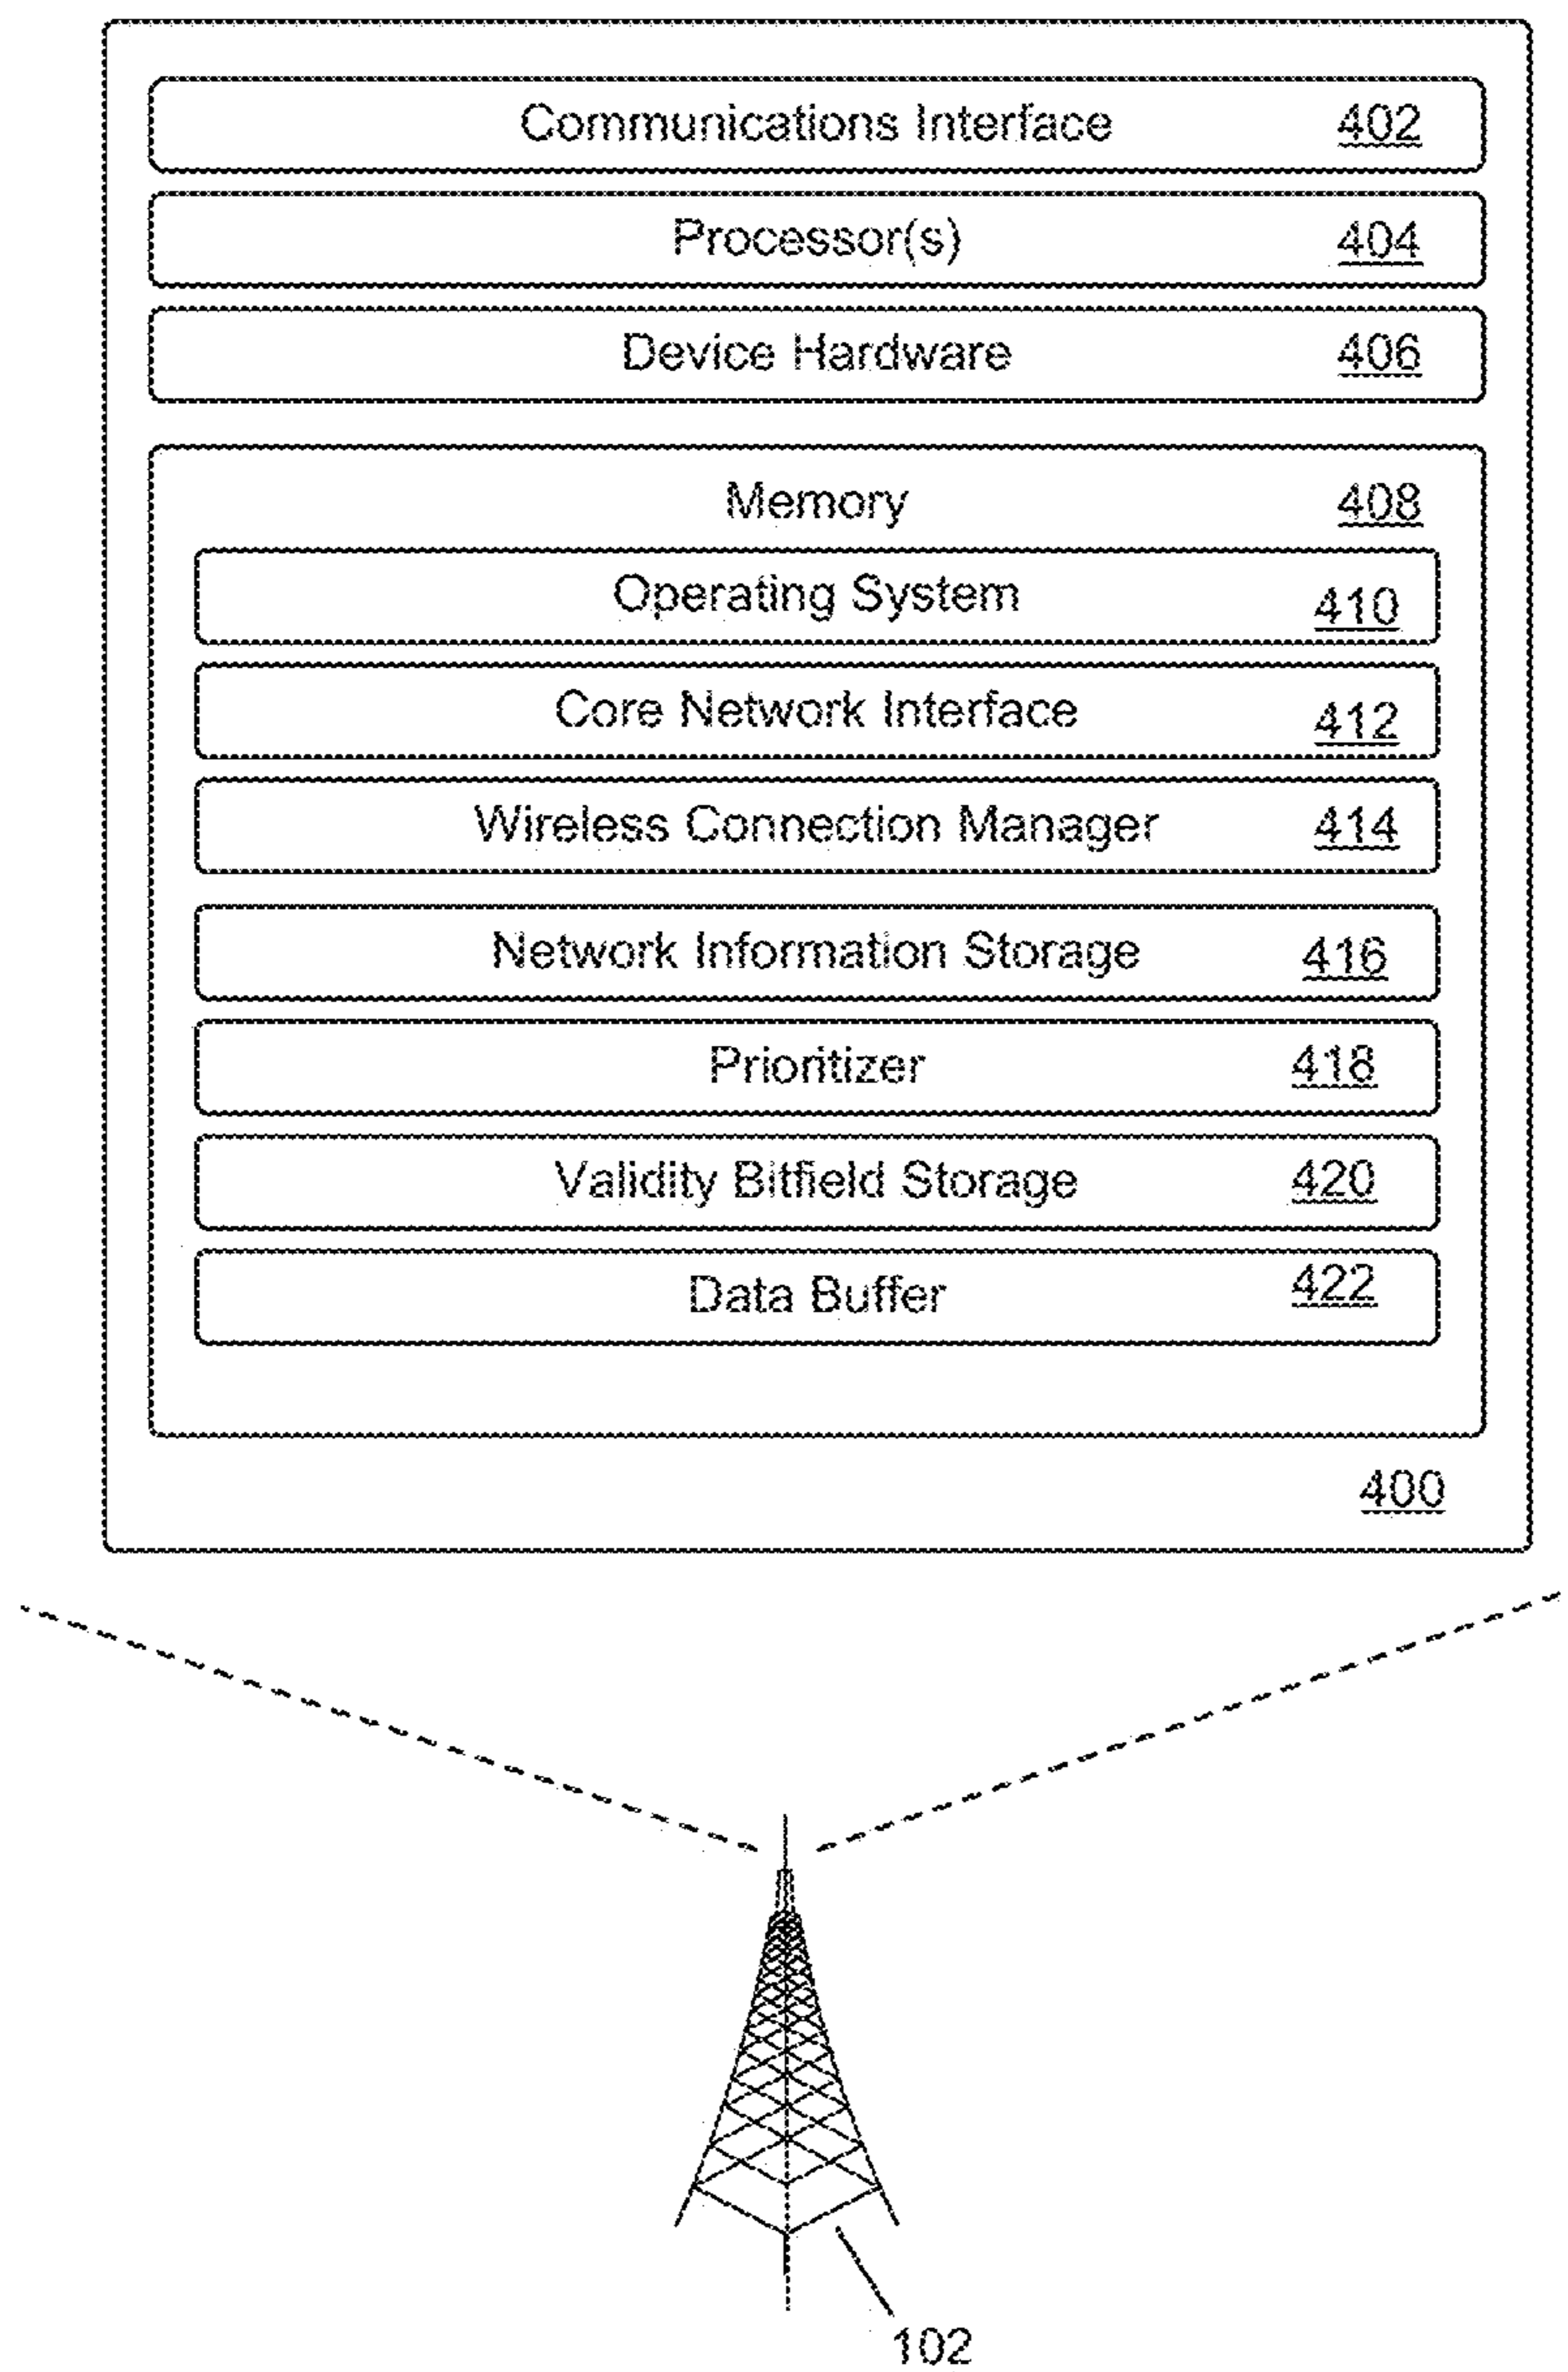 Communications Interface 402
Processor(s) 404
Device Hardware 406
Memory 408
Operating System 410
Core Network Interface 412
Wireless Connection Manager 414
Network Information Storage 416
Prioritizer 418
Validity Bitfield Storage 420
Data Buffer 422
400
102